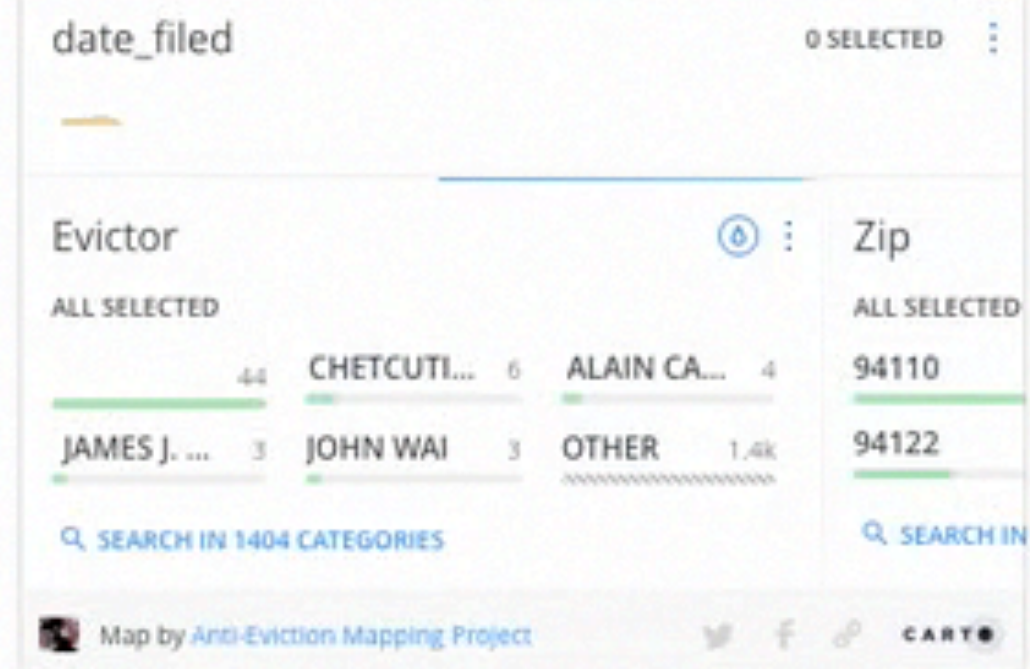 date_filed 0 SELECTED
Evictor
Zip
ALL SELECTED
ALL SELECTED
44 CHETCUTI... 6 ALAIN CA... 4
94110
JAMES J. ... 3 JOHN WAI 3 OTHER 1.4k
94122
SEARCH IN 1404 CATEGORIES
SEARCH IN
Map by Anti-Eviction Mapping Project
CARTO